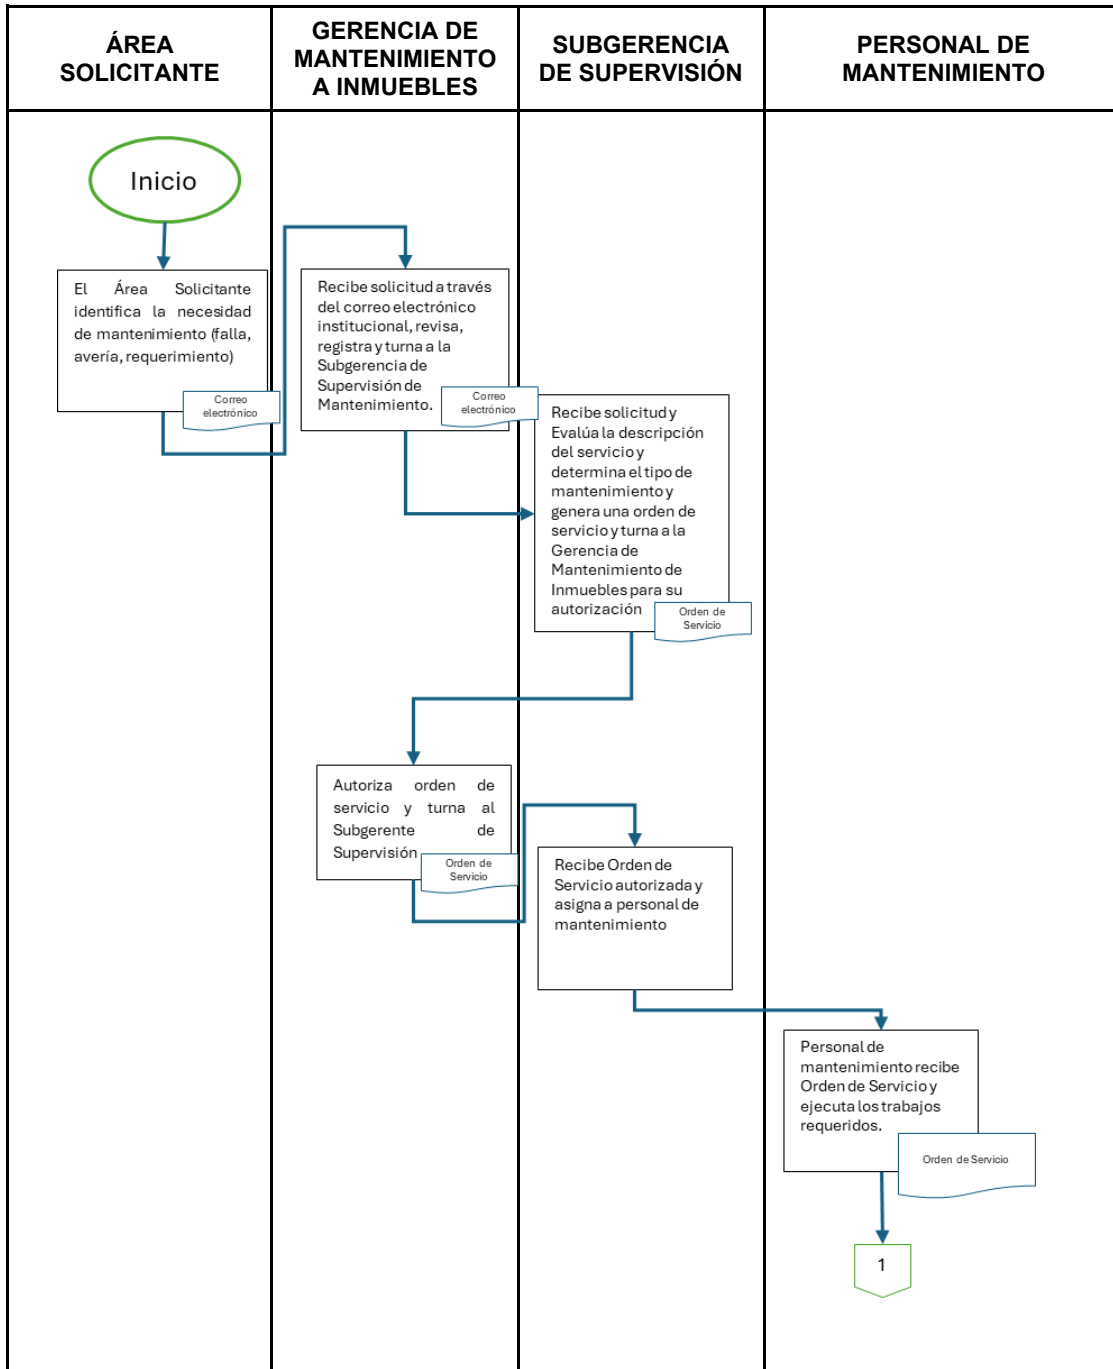 ÁREA
SOLICITANTE
GERENCIA DE
MANTENIMIENTO
A INMUEBLES
SUBGERENCIA
DE SUPERVISIÓN
PERSONAL DE
MANTENIMIENTO
Inicio
El Área Solicitante
identifica la necesidad
de mantenimiento (falla,
avería, requerimiento)
Correo
electrónico
Recibe solicitud a través
del correo electrónico
institucional, revisa,
registra y turna a la
Subgerencia de
Supervisión de
Mantenimiento.
Correo
electrónico
Recibe solicitud y
Evalúa la descripción
del servicio y
determina el tipo de
mantenimiento y
genera una orden de
servicio y turna a la
Gerencia de
Mantenimiento de
Inmuebles para su
autorización
Orden de
Servicio
Autoriza orden de
servicio y turna al
Subgerente de
Supervisión
Orden de
Servicio
Recibe Orden de
Servicio autorizada y
asigna a personal de
mantenimiento
Personal de
mantenimiento recibe
Orden de Servicio y
ejecuta los trabajos
requeridos.
Orden de Servicio
1